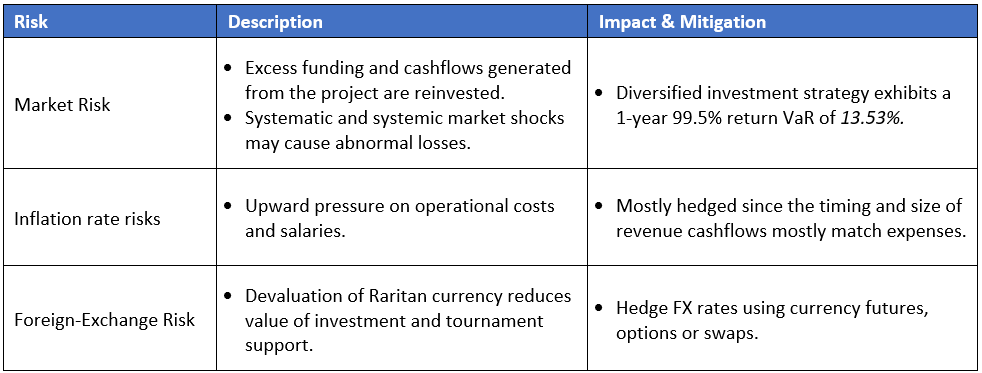 Risk
Description
Impact & Mitigation
Market Risk
• Excess funding and cashflows generated
from the project are reinvested.
• Systematic and systemic market shocks
may cause abnormal losses.
• Diversified investment strategy exhibits a
1-year 99.5% return VaR of 13.53%.
Inflation rate risks
• Upward pressure on operational costs
and salaries.
• Mostly hedged since the timing and size of
revenue cashflows mostly match expenses.
Foreign-Exchange Risk
• Devaluation of Raritan currency reduces
value of investment and tournament
support.
• Hedge FX rates using currency futures,
options or swaps.